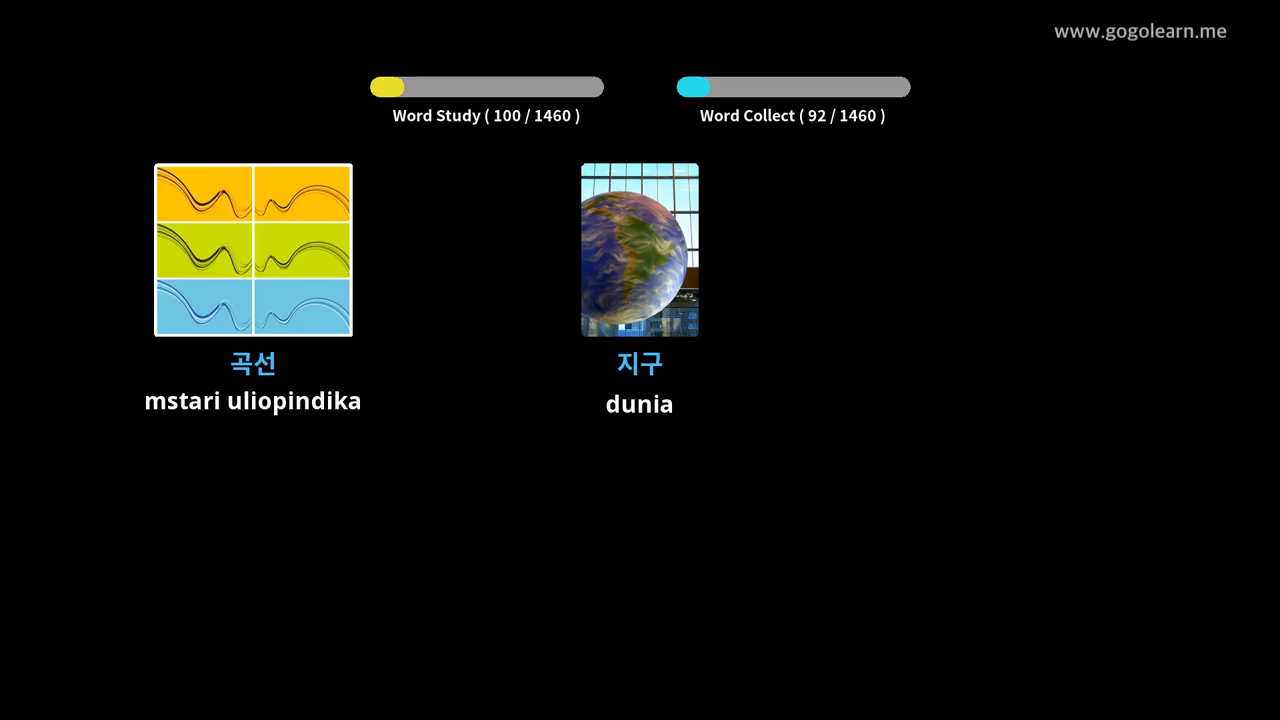 www.gogolearn.me
Word Study ( 100 / 1460 )
Word Collect ( 92 / 1460 )
곡선
mstari uliopindika
지구
dunia